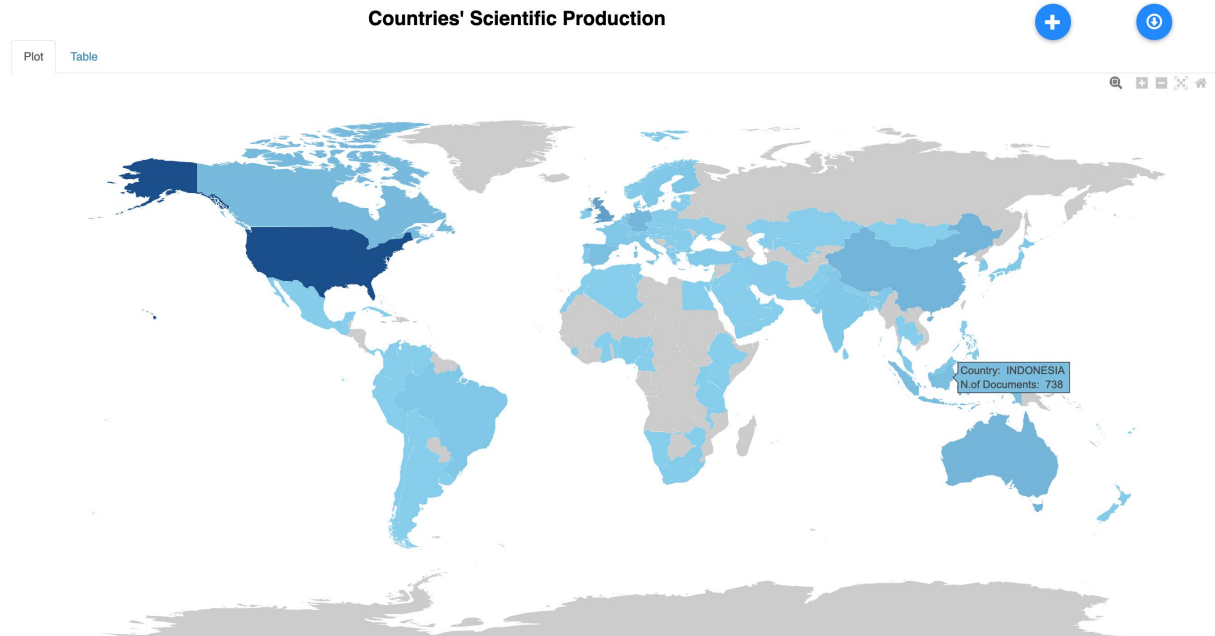 Countries' Scientific Production
Plot
Table
Country: INDONESIA
N.of Documents: 738